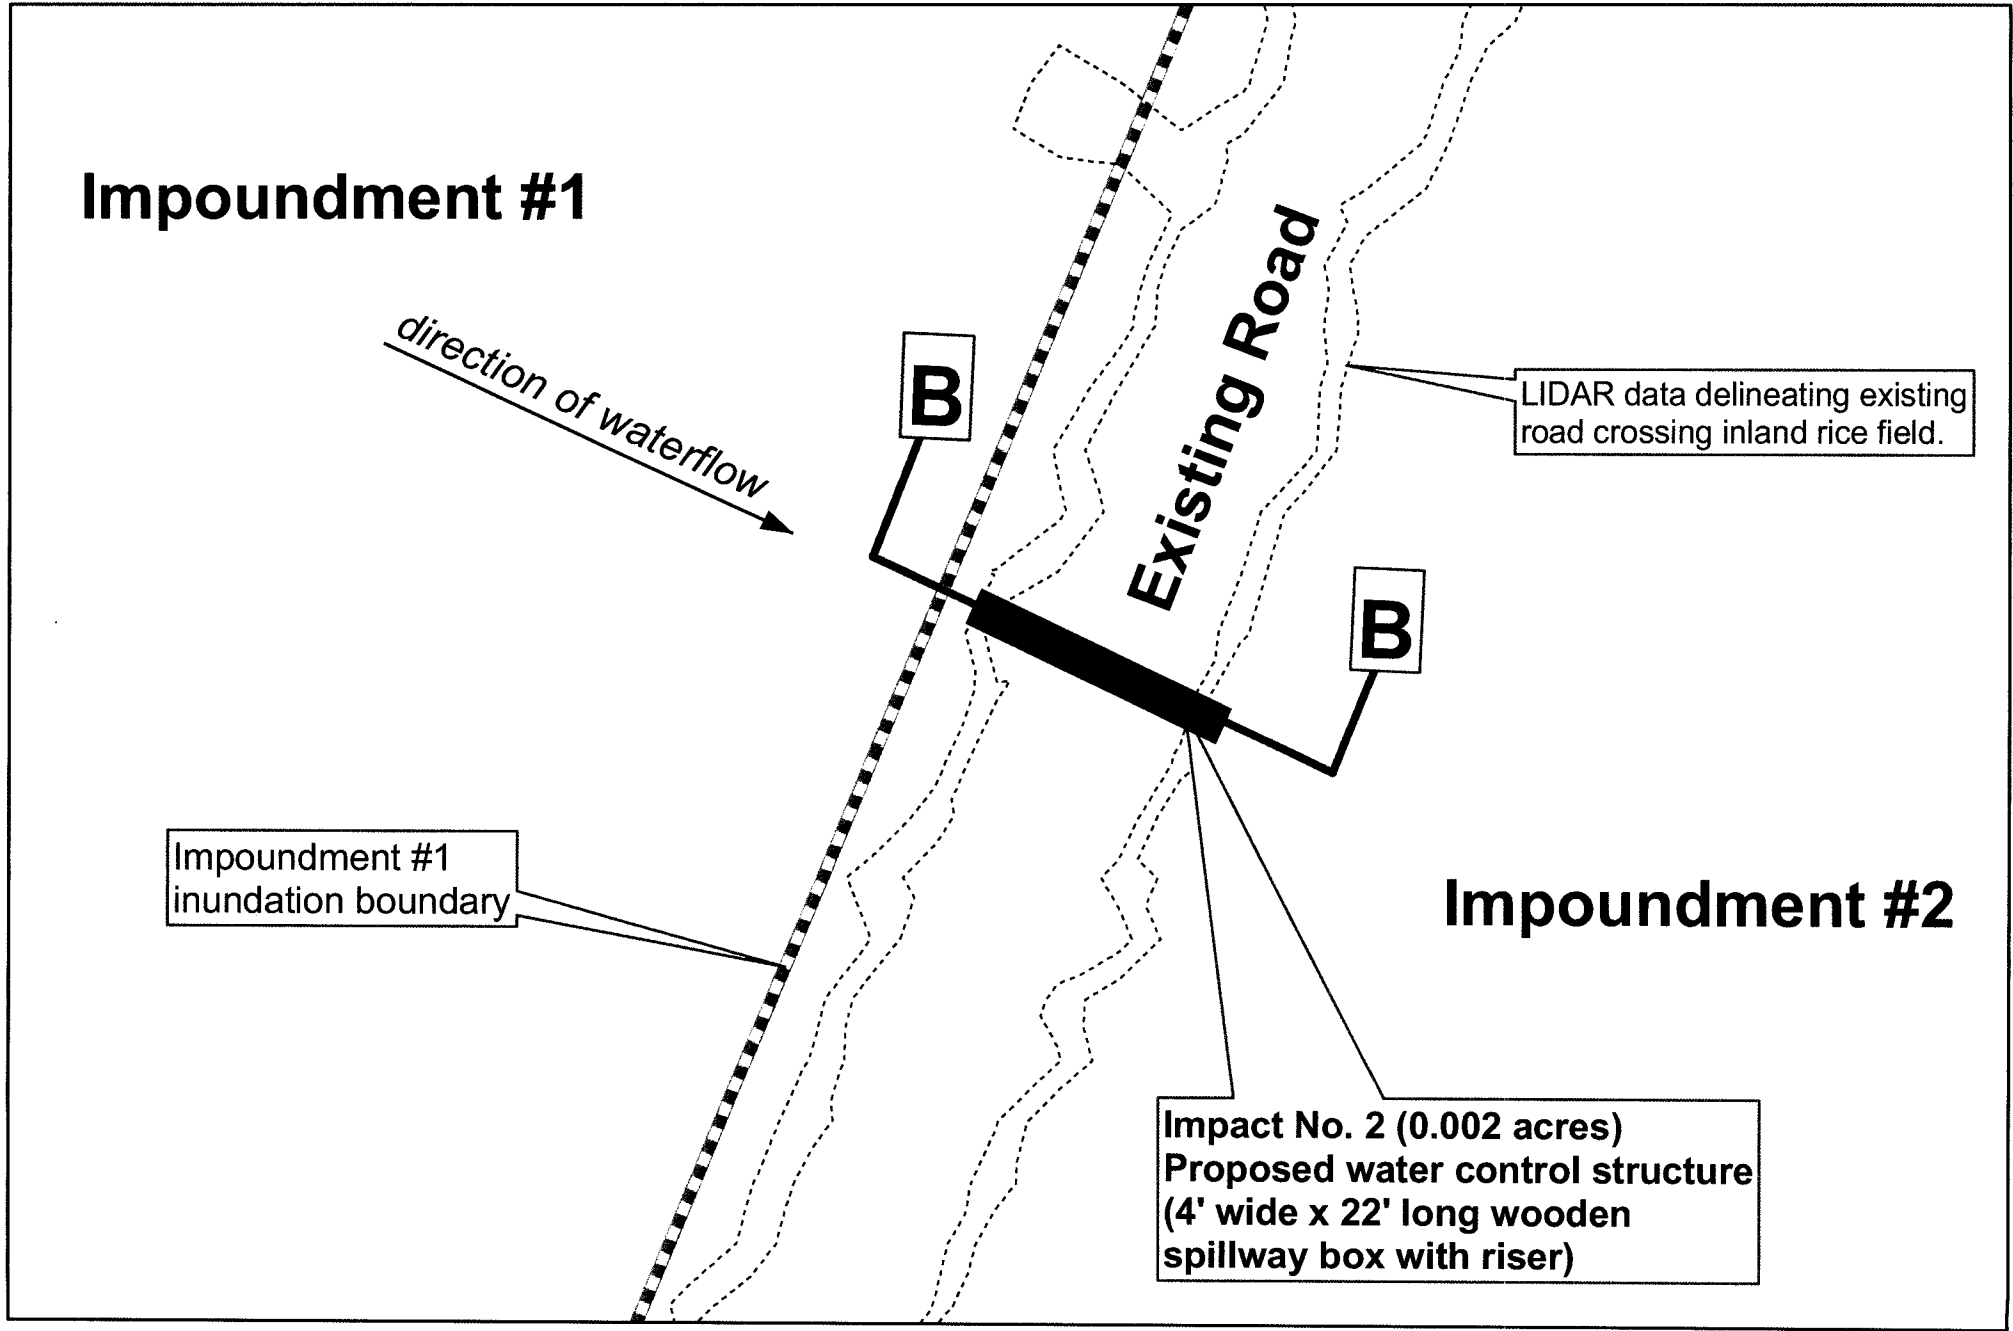 Impoundment #1
direction of waterflow
B
Existing Road
LIDAR data delineating existing
road crossing inland rice field.
B
Impoundment #1
inundation boundary
Impoundment #2
Impact No. 2 (0.002 acres)
Proposed water control structure
(4' wide x 22' long wooden
spillway box with riser)